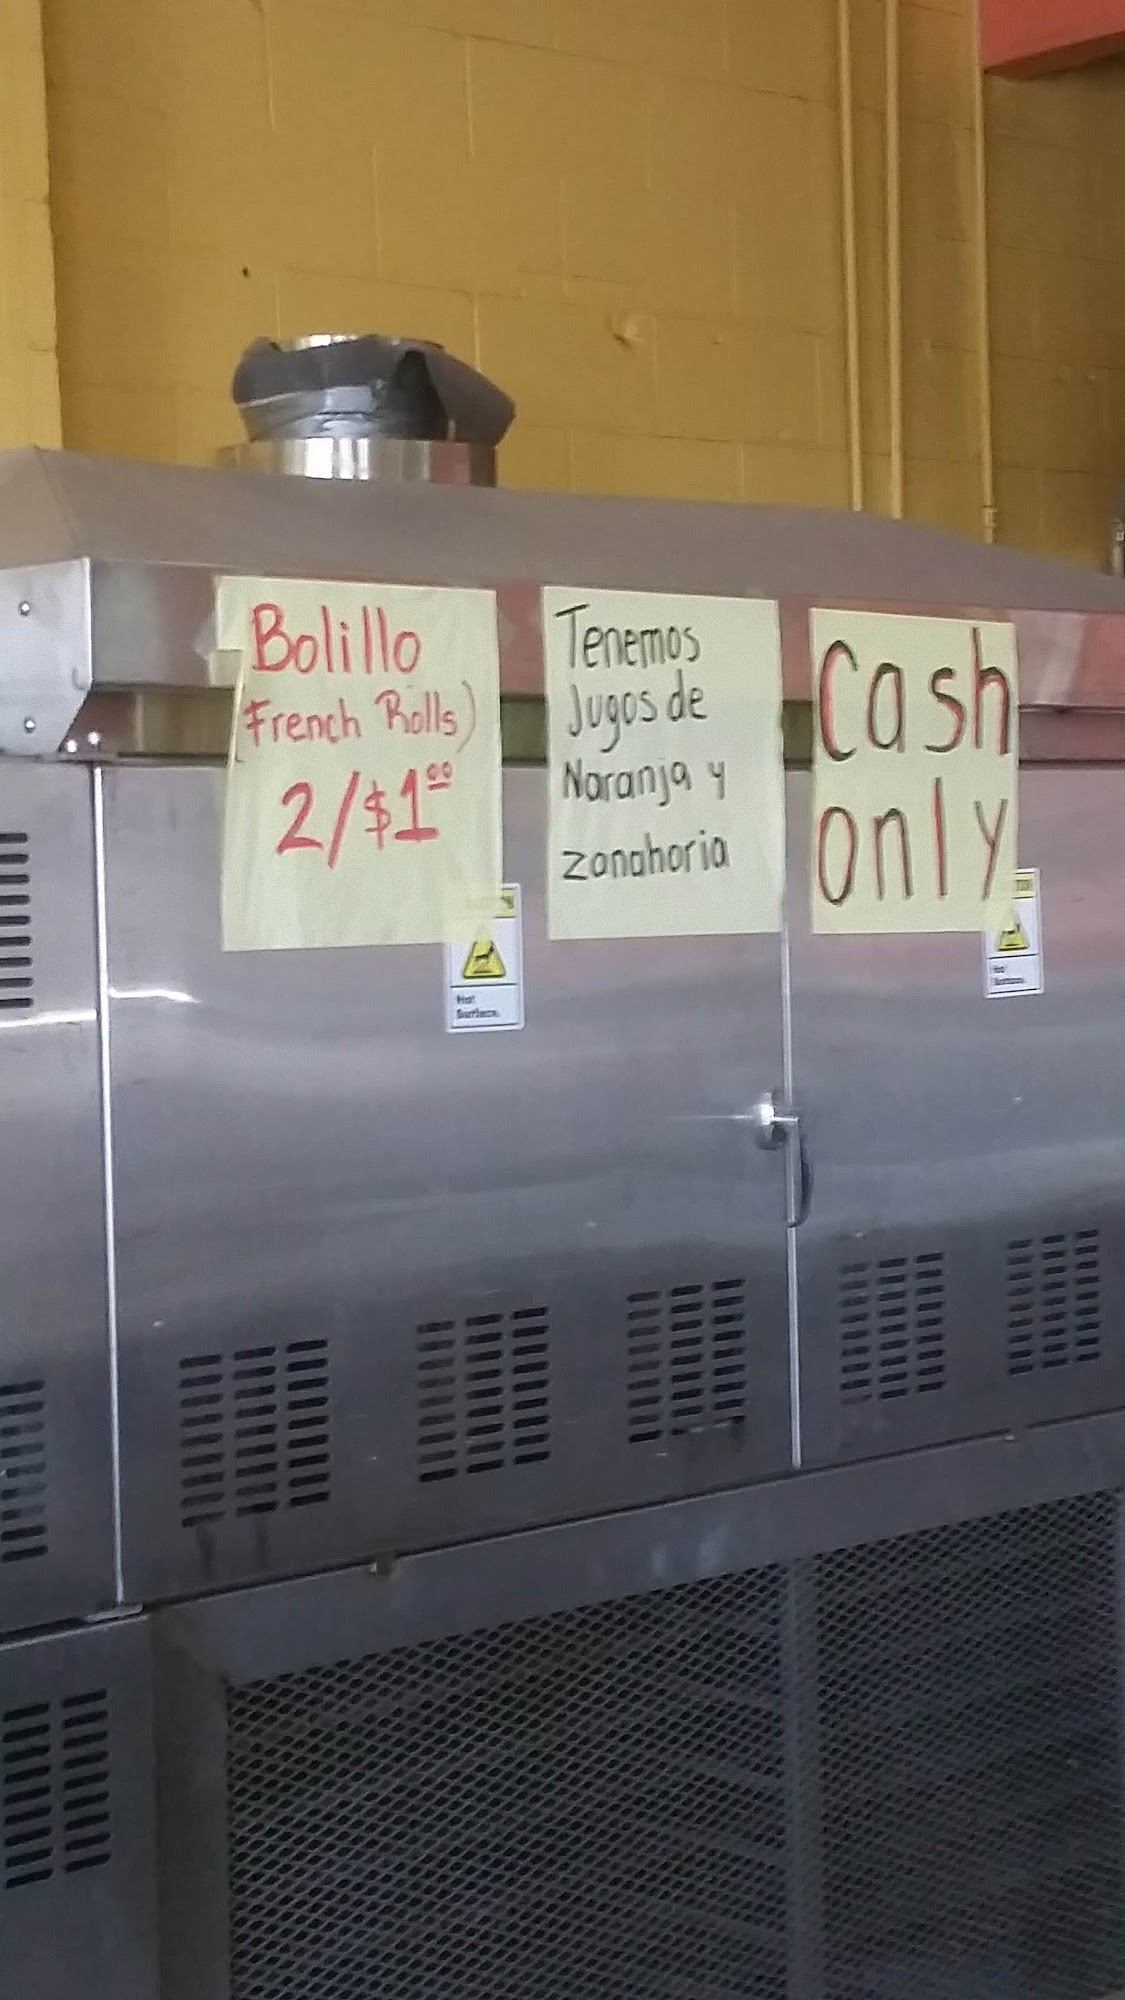 Bolillo
(French Rolls)
2/$1.00
Tenemos
Jugos de
Naranja y
zanahoria
Cash
only
Hot
Surface.
Hot
Surface.